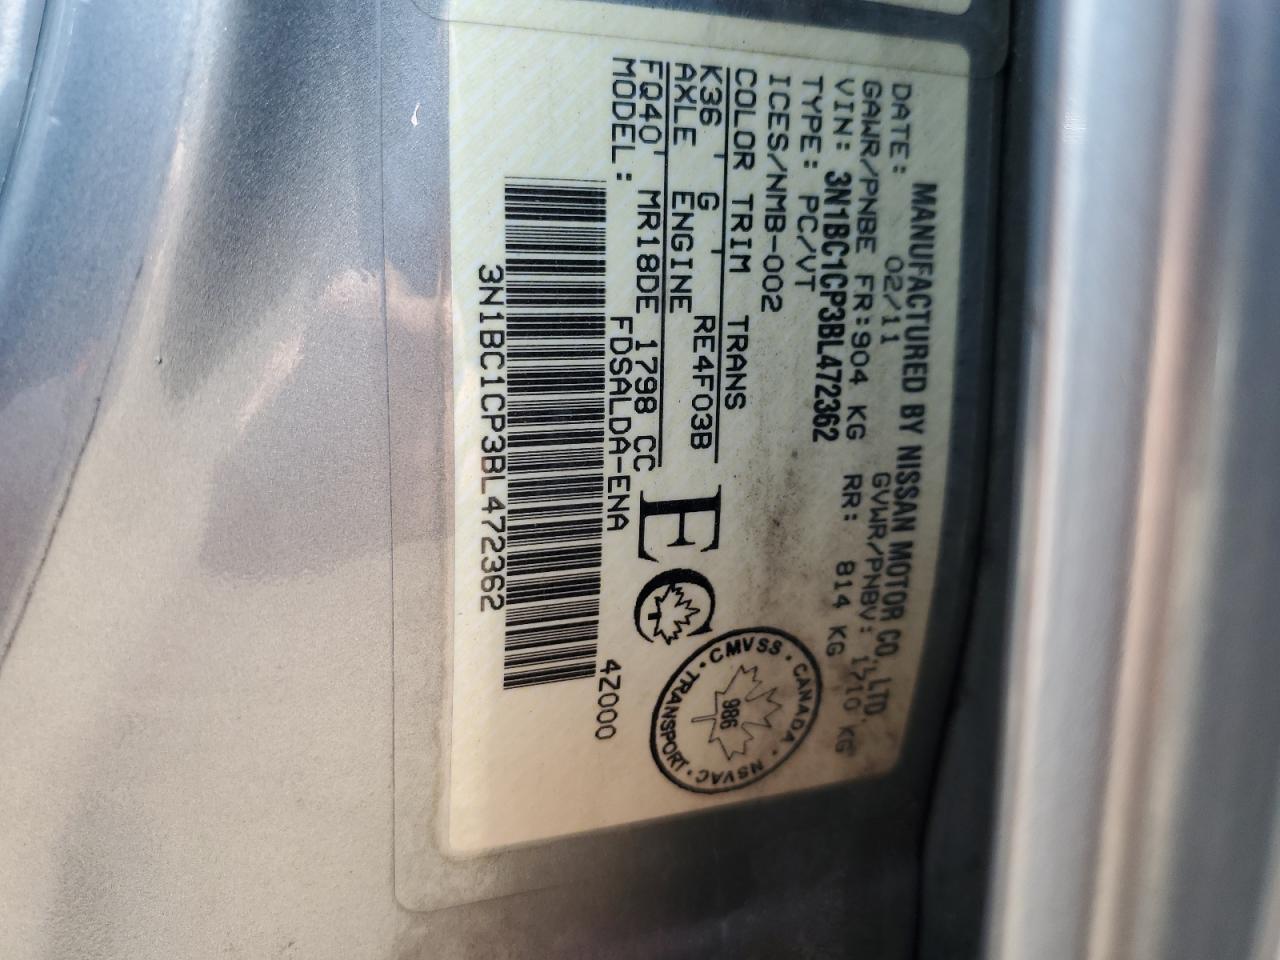 MANUFACTURED BY NISSAN MOTOR CO., LTD.
DATE: 02/11 GVWR/PNBV: 1710 KG
GAWR/PNBE FR: 904 KG RR: 814 KG
VIN: 3N1BC1CP3BL472362
TYPE: PC/VT
ICES/NMB-002
COLOR TRIM TRANS
K36 G RE4F03B
AXLE ENGINE
FQ40 MR18DE 1798 CC
MODEL: FDSALDA-ENA
EC
CMVSS · CANADA · NSVAC · TRANSPORT ·
986
4Z000
3N1BC1CP3BL472362